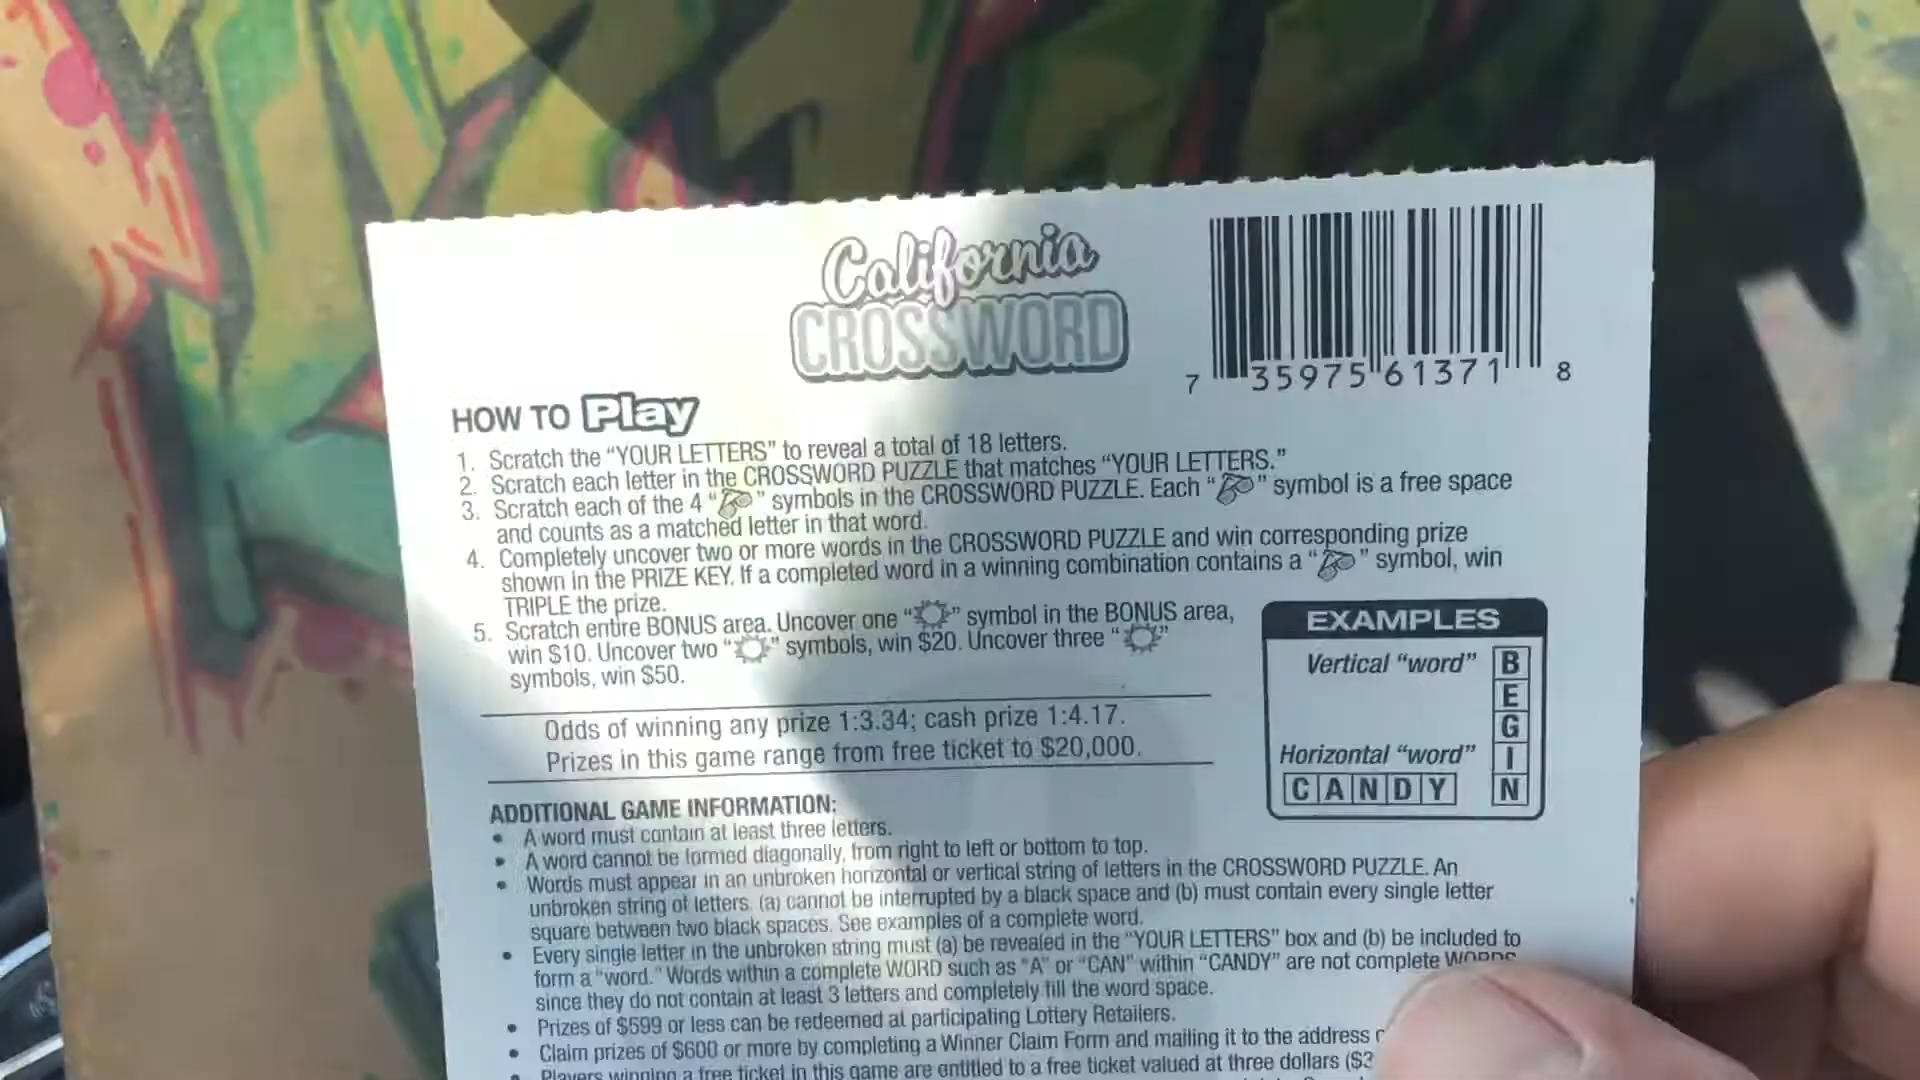 California
CROSSWORD
7 35975 61371 8
HOW TO Play
1. Scratch the “YOUR LETTERS” to reveal a total of 18 letters.
2. Scratch each letter in the CROSSWORD PUZZLE that matches “YOUR LETTERS.”
3. Scratch each of the 4 “ ” symbols in the CROSSWORD PUZZLE. Each “ ” symbol is a free space
and counts as a matched letter in that word.
4. Completely uncover two or more words in the CROSSWORD PUZZLE and win corresponding prize
shown in the PRIZE KEY. If a completed word in a winning combination contains a “ ” symbol, win
TRIPLE the prize.
5. Scratch entire BONUS area. Uncover one “ ” symbol in the BONUS area,
win $10. Uncover two “ ” symbols, win $20. Uncover three “ ”
symbols, win $50.
EXAMPLES
Vertical “word” BEGIN
Horizontal “word”
CANDY
Odds of winning any prize 1:3.34; cash prize 1:4.17.
Prizes in this game range from free ticket to $20,000.
ADDITIONAL GAME INFORMATION:
• A word must contain at least three letters.
• A word cannot be formed diagonally, from right to left or bottom to top.
• Words must appear in an unbroken horizontal or vertical string of letters in the CROSSWORD PUZZLE. An
unbroken string of letters. (a) cannot be interrupted by a black space and (b) must contain every single letter
square between two black spaces. See examples of a complete word.
• Every single letter in the unbroken string must (a) be revealed in the “YOUR LETTERS” box and (b) be included to
form a “word.” Words within a complete WORD such as “A” or “CAN” within “CANDY” are not complete WORDS
since they do not contain at least 3 letters and completely fill the word space.
• Prizes of $599 or less can be redeemed at participating Lottery Retailers.
• Claim prizes of $600 or more by completing a Winner Claim Form and mailing it to the address
• Players winning a free ticket in this game are entitled to a free ticket valued at three dollars ($3